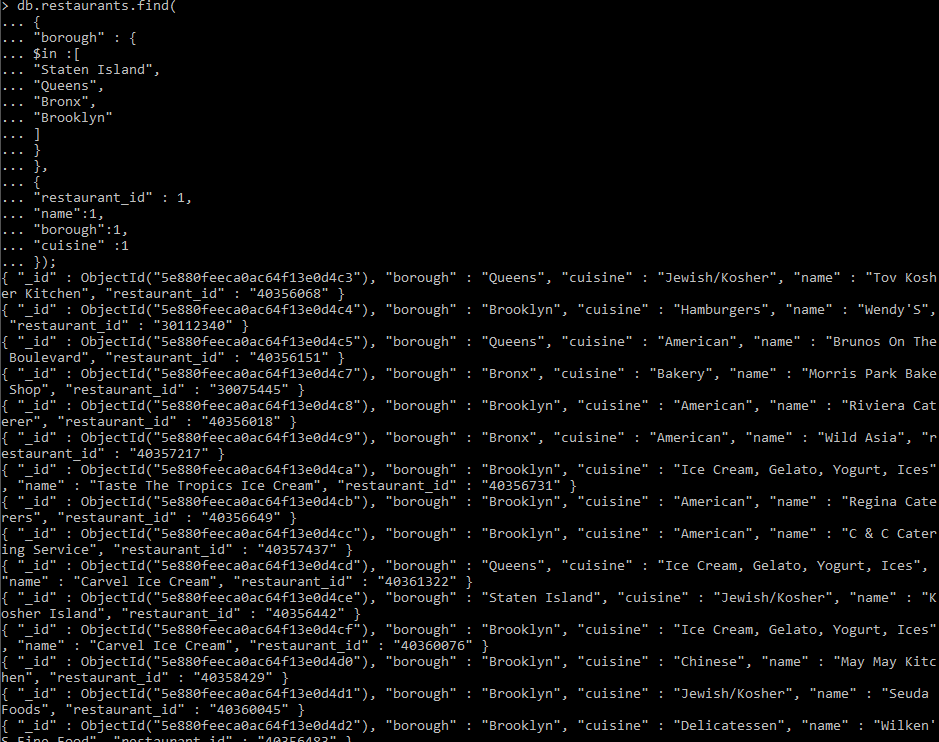 > db.restaurants.find(
... {
... "borough" : {
... $in :[
... "Staten Island",
... "Queens",
... "Bronx",
... "Brooklyn"
... ]
... }
... },
... {
... "restaurant_id" : 1,
... "name":1,
... "borough":1,
... "cuisine" :1
... });
{ "_id" : ObjectId("5e880feeca0ac64f13e0d4c3"), "borough" : "Queens", "cuisine" : "Jewish/Kosher", "name" : "Tov Kosh
er Kitchen", "restaurant_id" : "40356068" }
{ "_id" : ObjectId("5e880feeca0ac64f13e0d4c4"), "borough" : "Brooklyn", "cuisine" : "Hamburgers", "name" : "Wendy'S",
 "restaurant_id" : "30112340" }
{ "_id" : ObjectId("5e880feeca0ac64f13e0d4c5"), "borough" : "Queens", "cuisine" : "American", "name" : "Brunos On The
 Boulevard", "restaurant_id" : "40356151" }
{ "_id" : ObjectId("5e880feeca0ac64f13e0d4c7"), "borough" : "Bronx", "cuisine" : "Bakery", "name" : "Morris Park Bake
 Shop", "restaurant_id" : "30075445" }
{ "_id" : ObjectId("5e880feeca0ac64f13e0d4c8"), "borough" : "Brooklyn", "cuisine" : "American", "name" : "Riviera Cat
erer", "restaurant_id" : "40356018" }
{ "_id" : ObjectId("5e880feeca0ac64f13e0d4c9"), "borough" : "Bronx", "cuisine" : "American", "name" : "Wild Asia", "r
estaurant_id" : "40357217" }
{ "_id" : ObjectId("5e880feeca0ac64f13e0d4ca"), "borough" : "Brooklyn", "cuisine" : "Ice Cream, Gelato, Yogurt, Ices"
, "name" : "Taste The Tropics Ice Cream", "restaurant_id" : "40356731" }
{ "_id" : ObjectId("5e880feeca0ac64f13e0d4cb"), "borough" : "Brooklyn", "cuisine" : "American", "name" : "Regina Cate
rers", "restaurant_id" : "40356649" }
{ "_id" : ObjectId("5e880feeca0ac64f13e0d4cc"), "borough" : "Brooklyn", "cuisine" : "American", "name" : "C & C Cater
ing Service", "restaurant_id" : "40357437" }
{ "_id" : ObjectId("5e880feeca0ac64f13e0d4cd"), "borough" : "Queens", "cuisine" : "Ice Cream, Gelato, Yogurt, Ices",
"name" : "Carvel Ice Cream", "restaurant_id" : "40361322" }
{ "_id" : ObjectId("5e880feeca0ac64f13e0d4ce"), "borough" : "Staten Island", "cuisine" : "Jewish/Kosher", "name" : "K
osher Island", "restaurant_id" : "40356442" }
{ "_id" : ObjectId("5e880feeca0ac64f13e0d4cf"), "borough" : "Brooklyn", "cuisine" : "Ice Cream, Gelato, Yogurt, Ices"
, "name" : "Carvel Ice Cream", "restaurant_id" : "40360076" }
{ "_id" : ObjectId("5e880feeca0ac64f13e0d4d0"), "borough" : "Brooklyn", "cuisine" : "Chinese", "name" : "May May Kitc
hen", "restaurant_id" : "40358429" }
{ "_id" : ObjectId("5e880feeca0ac64f13e0d4d1"), "borough" : "Brooklyn", "cuisine" : "Jewish/Kosher", "name" : "Seuda
Foods", "restaurant_id" : "40360045" }
{ "_id" : ObjectId("5e880feeca0ac64f13e0d4d2"), "borough" : "Brooklyn", "cuisine" : "Delicatessen", "name" : "Wilken'
S Fine Food", "restaurant_id" : "40356483" }